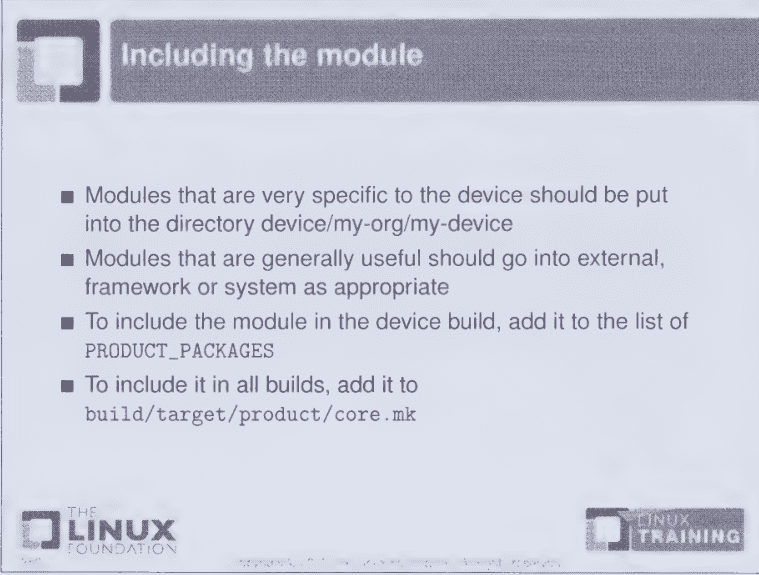 Including the module
Modules that are very specific to the device should be put
into the directory device/my-org/my-device
Modules that are generally useful should go into external,
framework or system as appropriate
To include the module in the device build, add it to the list of
PRODUCT_PACKAGES
To include it in all builds, add it to
build/target/product/core.mk
THE
LINUX
FOUNDATION
LINUX
TRAINING